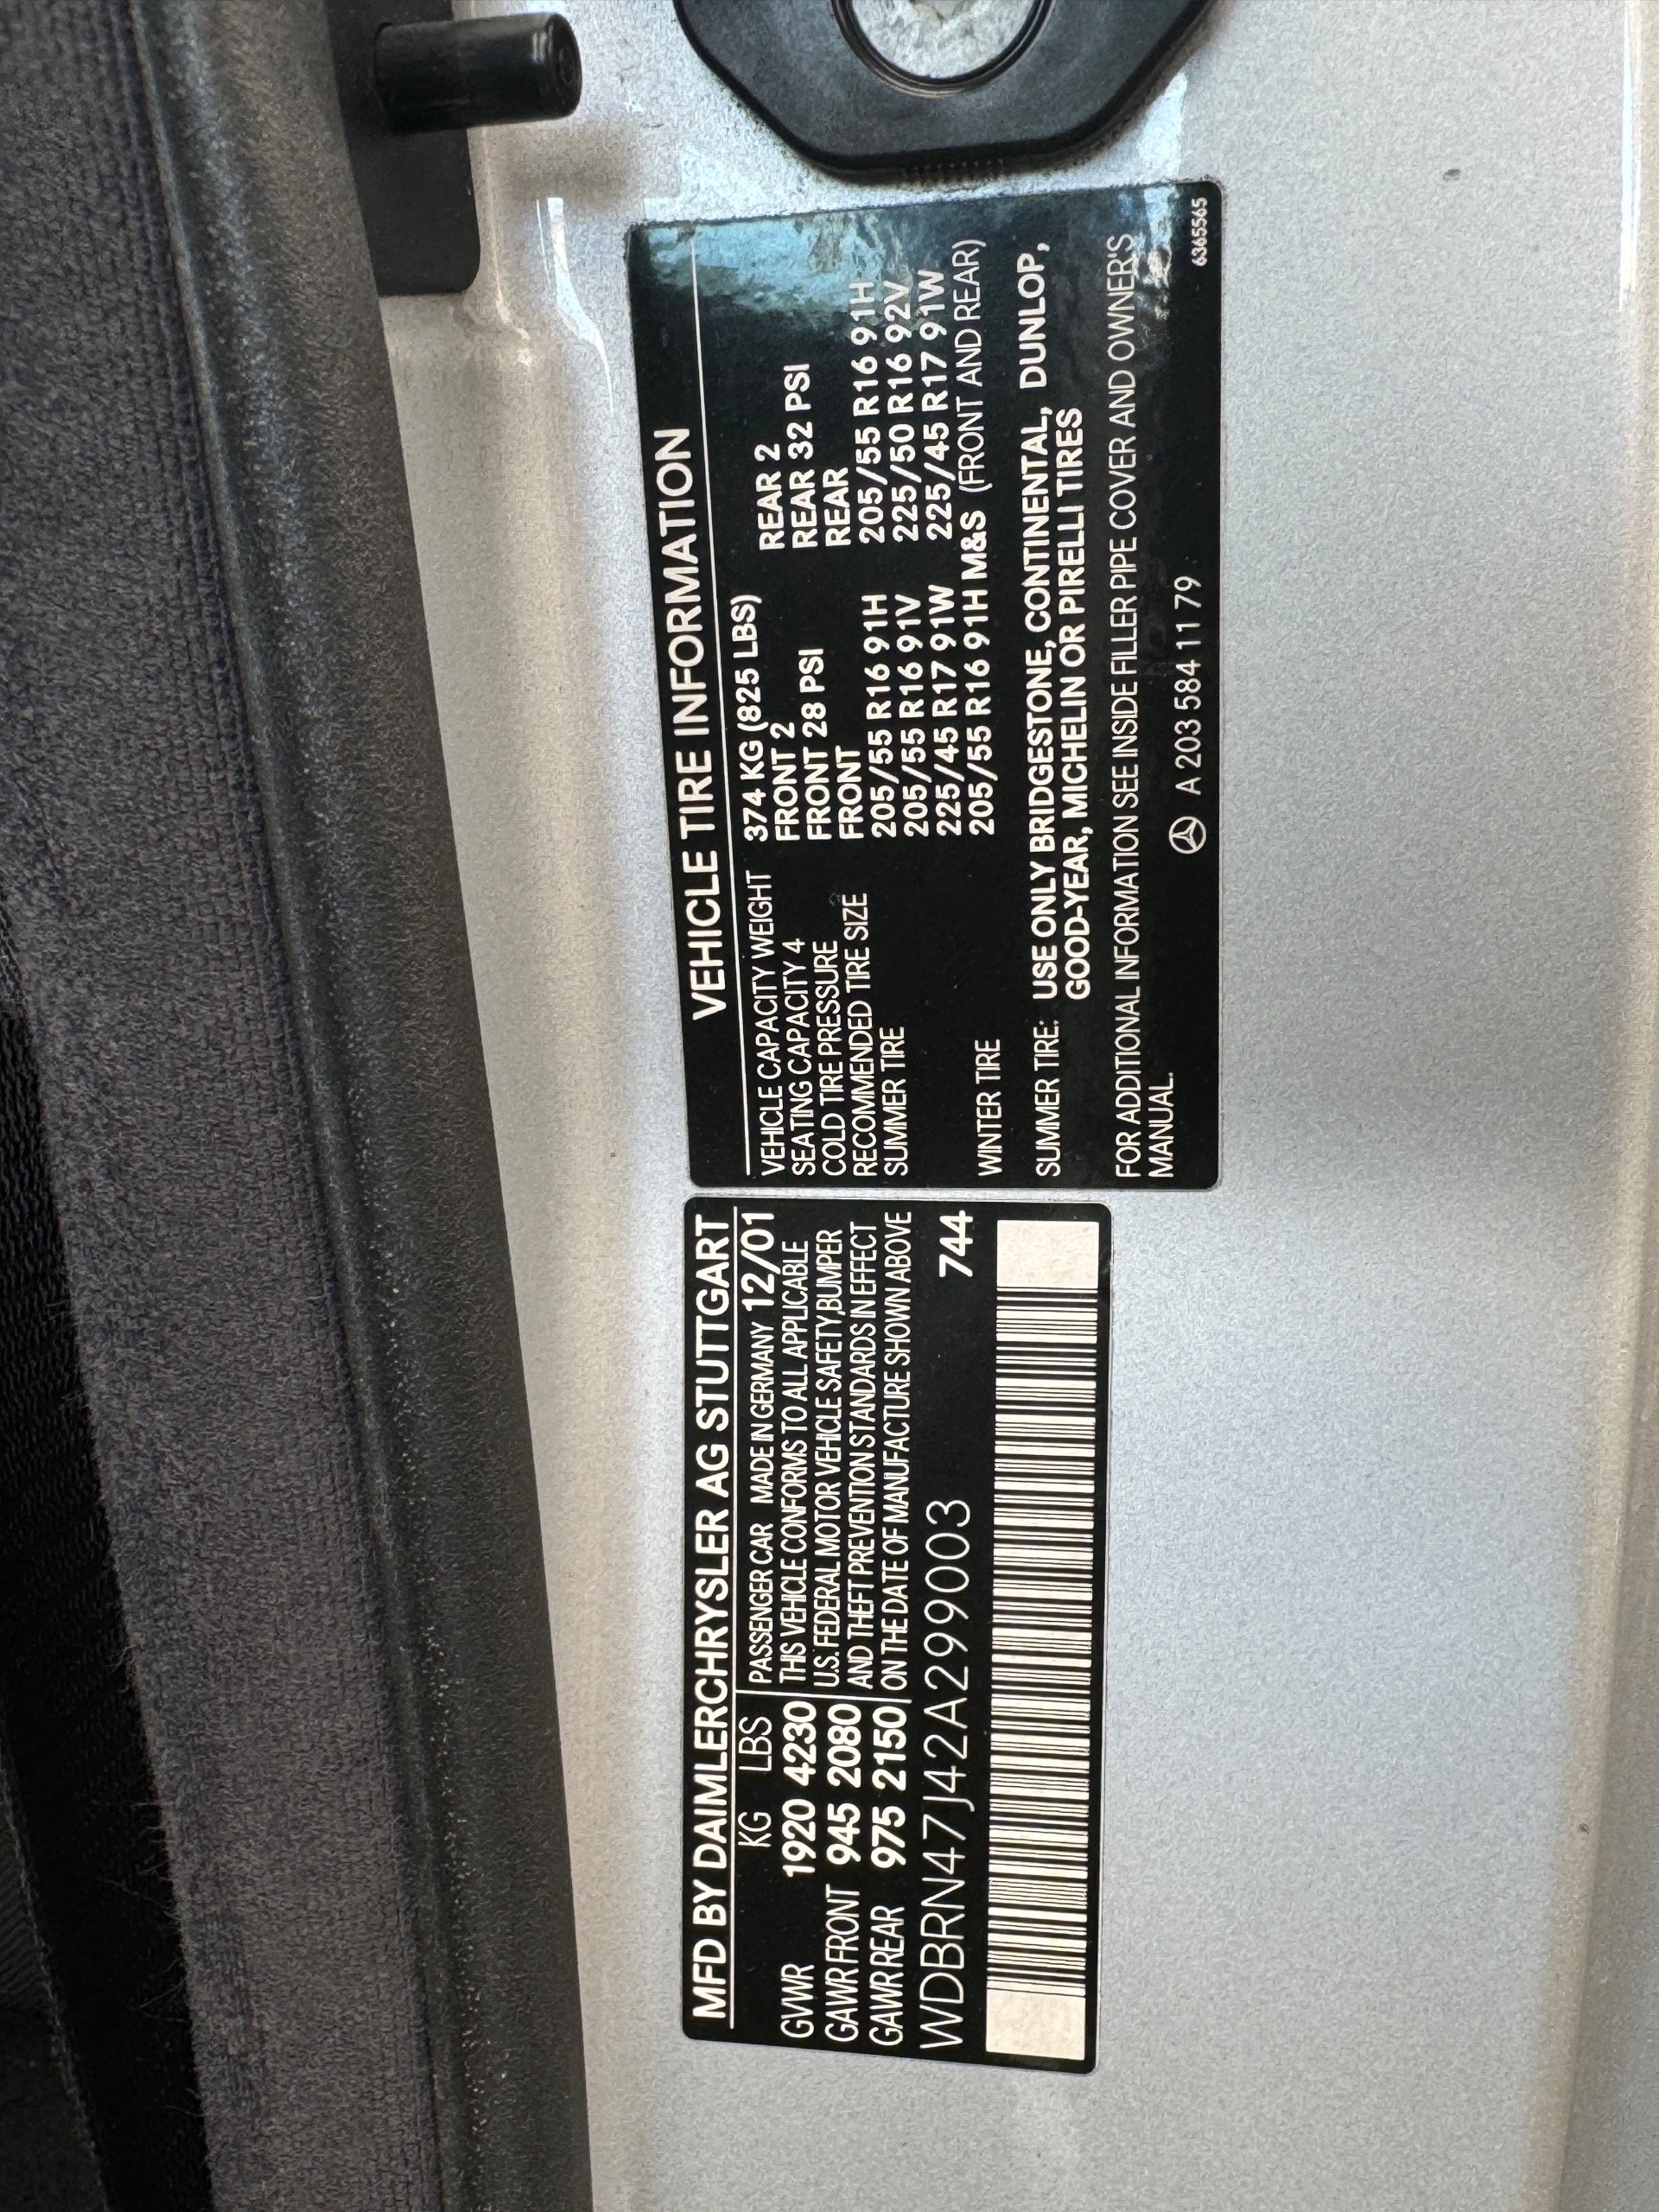 VEHICLE TIRE INFORMATION
VEHICLE CAPACITY WEIGHT 374 KG (825 LBS)
SEATING CAPACITY 4 FRONT 2 REAR 2
COLD TIRE PRESSURE FRONT 28 PSI REAR 32 PSI
RECOMMENDED TIRE SIZE FRONT REAR
SUMMER TIRE 205/55 R16 91H 205/55 R16 91H
205/55 R16 91V 225/50 R16 92V
225/45 R17 91W 225/45 R17 91W
WINTER TIRE 205/55 R16 91H M&S (FRONT AND REAR)
SUMMER TIRE: USE ONLY BRIDGESTONE, CONTINENTAL, DUNLOP,
GOOD-YEAR, MICHELIN OR PIRELLI TIRES
FOR ADDITIONAL INFORMATION SEE INSIDE FILLER PIPE COVER AND OWNER'S
MANUAL.
A 203 584 11 79
6365565
MFD BY DAIMLERCHRYSLER AG STUTTGART
KG LBS PASSENGER CAR MADE IN GERMANY 12/01
GVWR 1920 4230 THIS VEHICLE CONFORMS TO ALL APPLICABLE
U.S. FEDERAL MOTOR VEHICLE SAFETY, BUMPER
GAWR FRONT 945 2080 AND THEFT PREVENTION STANDARDS IN EFFECT
GAWR REAR 975 2150 ON THE DATE OF MANUFACTURE SHOWN ABOVE
WDBRN47J42A299003 744